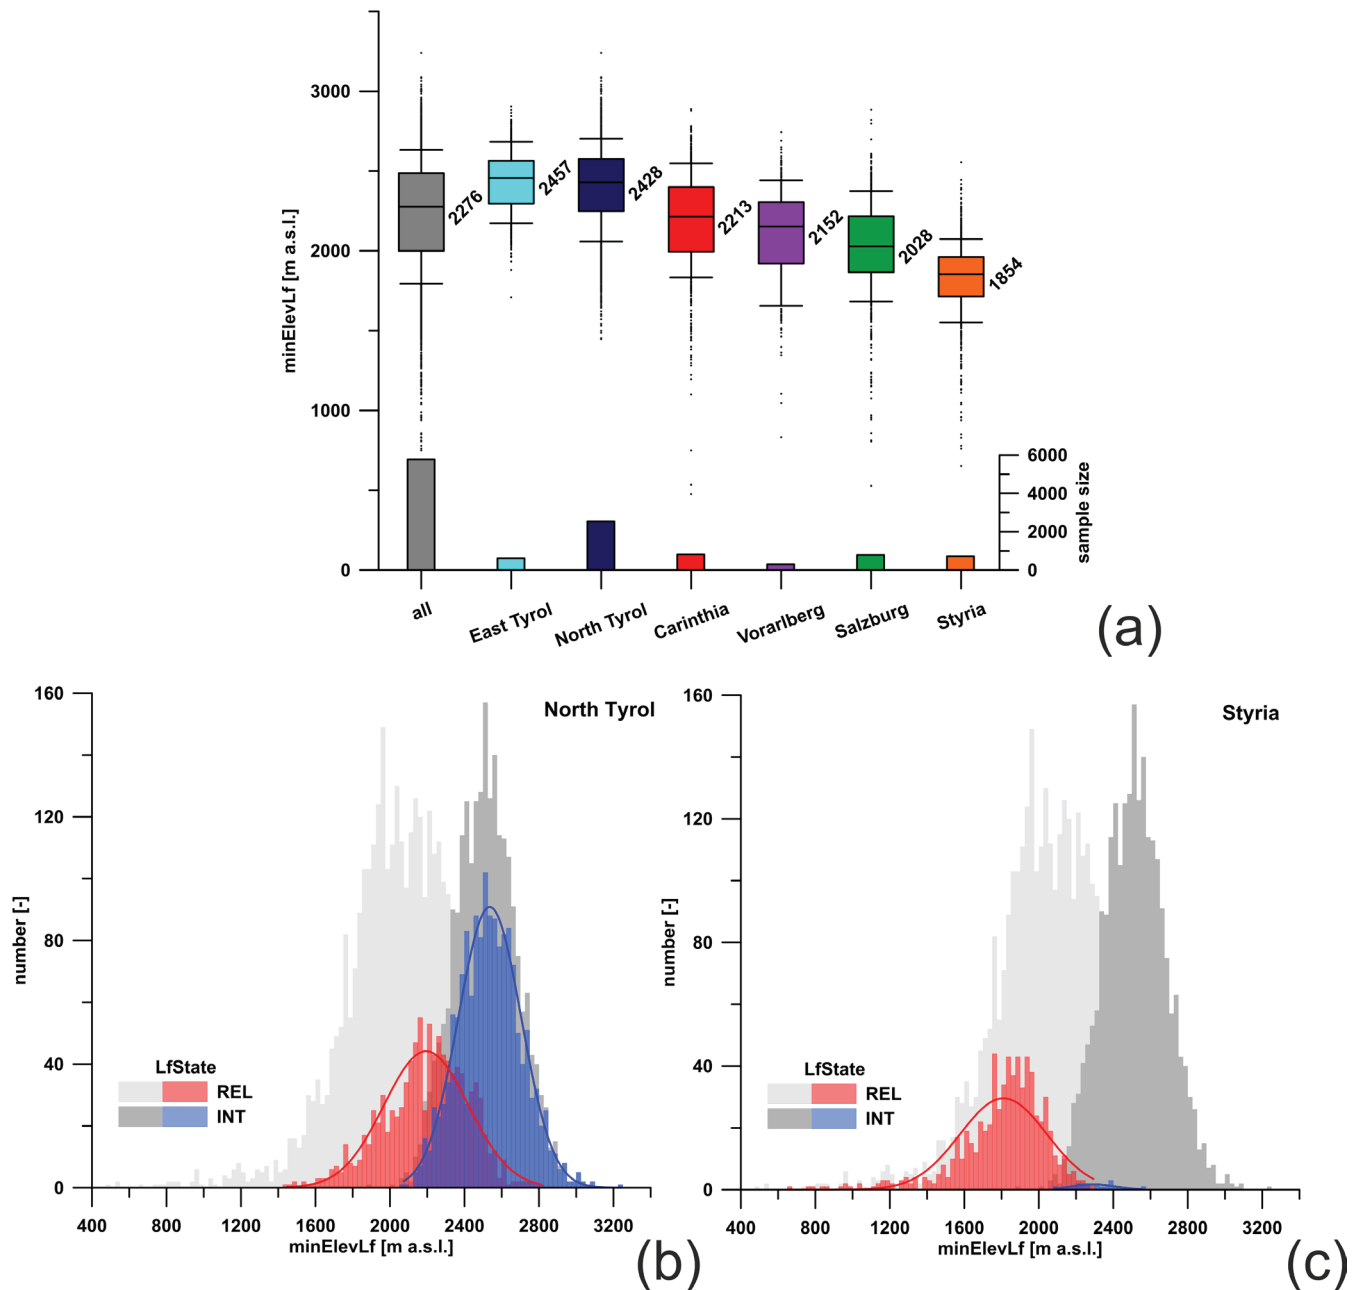 3000
2000
1000
0
minElevLf [m a.s.l.]
2276
2457
2428
2213
2152
2028
1854
6000
4000
2000
0
sample size
all
East Tyrol
North Tyrol
Carinthia
Vorarlberg
Salzburg
Styria
(a)
160
120
80
40
0
number [-]
North Tyrol
LfState
REL
INT
400
800
1200
1600
2000
2400
2800
3200
minElevLf [m a.s.l.]
(b)
160
120
80
40
0
number [-]
Styria
LfState
REL
INT
400
800
1200
1600
2000
2400
2800
3200
minElevLf [m a.s.l.]
(c)